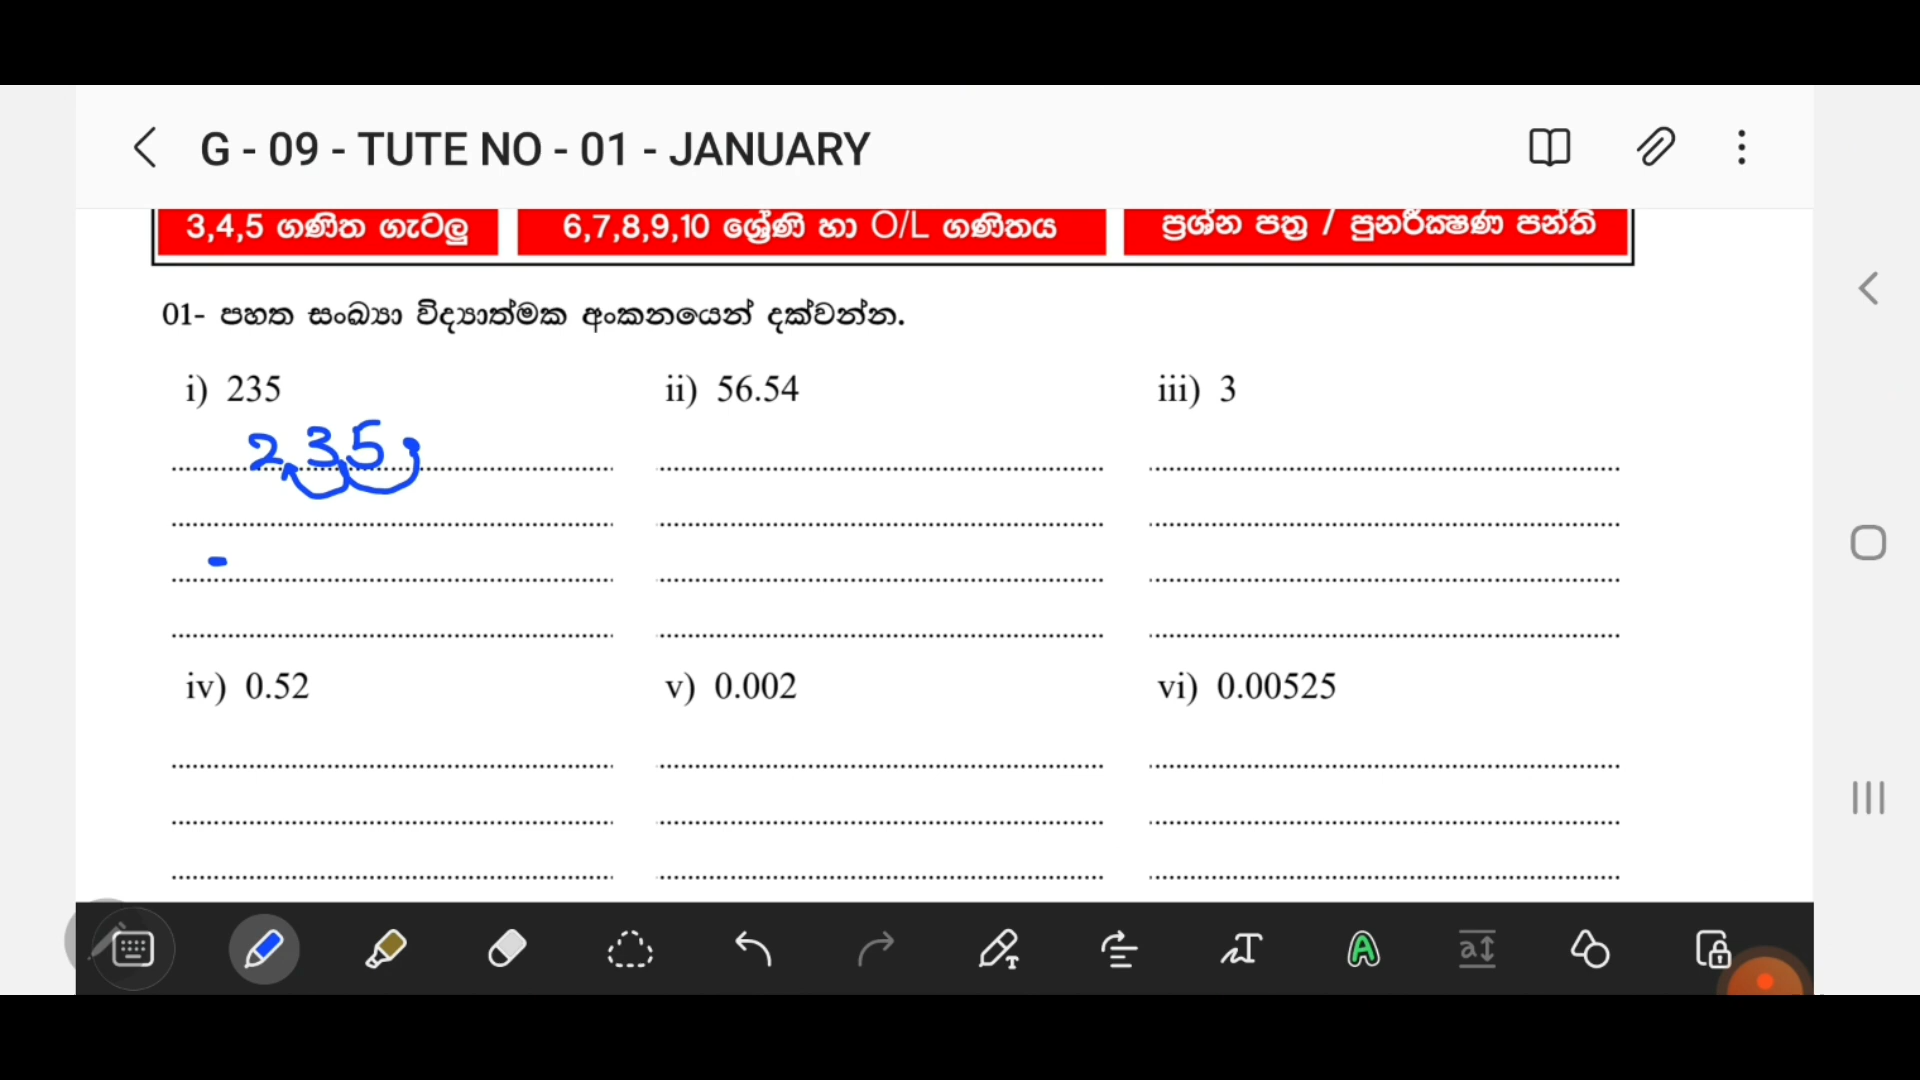 G - 09 - TUTE NO - 01 - JANUARY
3,4,5 ගණිත ගැටලු 6,7,8,9,10 ශ්‍රේණි හා O/L ගණිතය ප්‍රශ්න පත්‍ර / පුනරීක්ෂණ පන්ති
01- පහත සංඛ්‍යා විද්‍යාත්මක අංකනයෙන් දක්වන්න.
i) 235 ii) 56.54 iii) 3
2 3 5
iv) 0.52 v) 0.002 vi) 0.00525